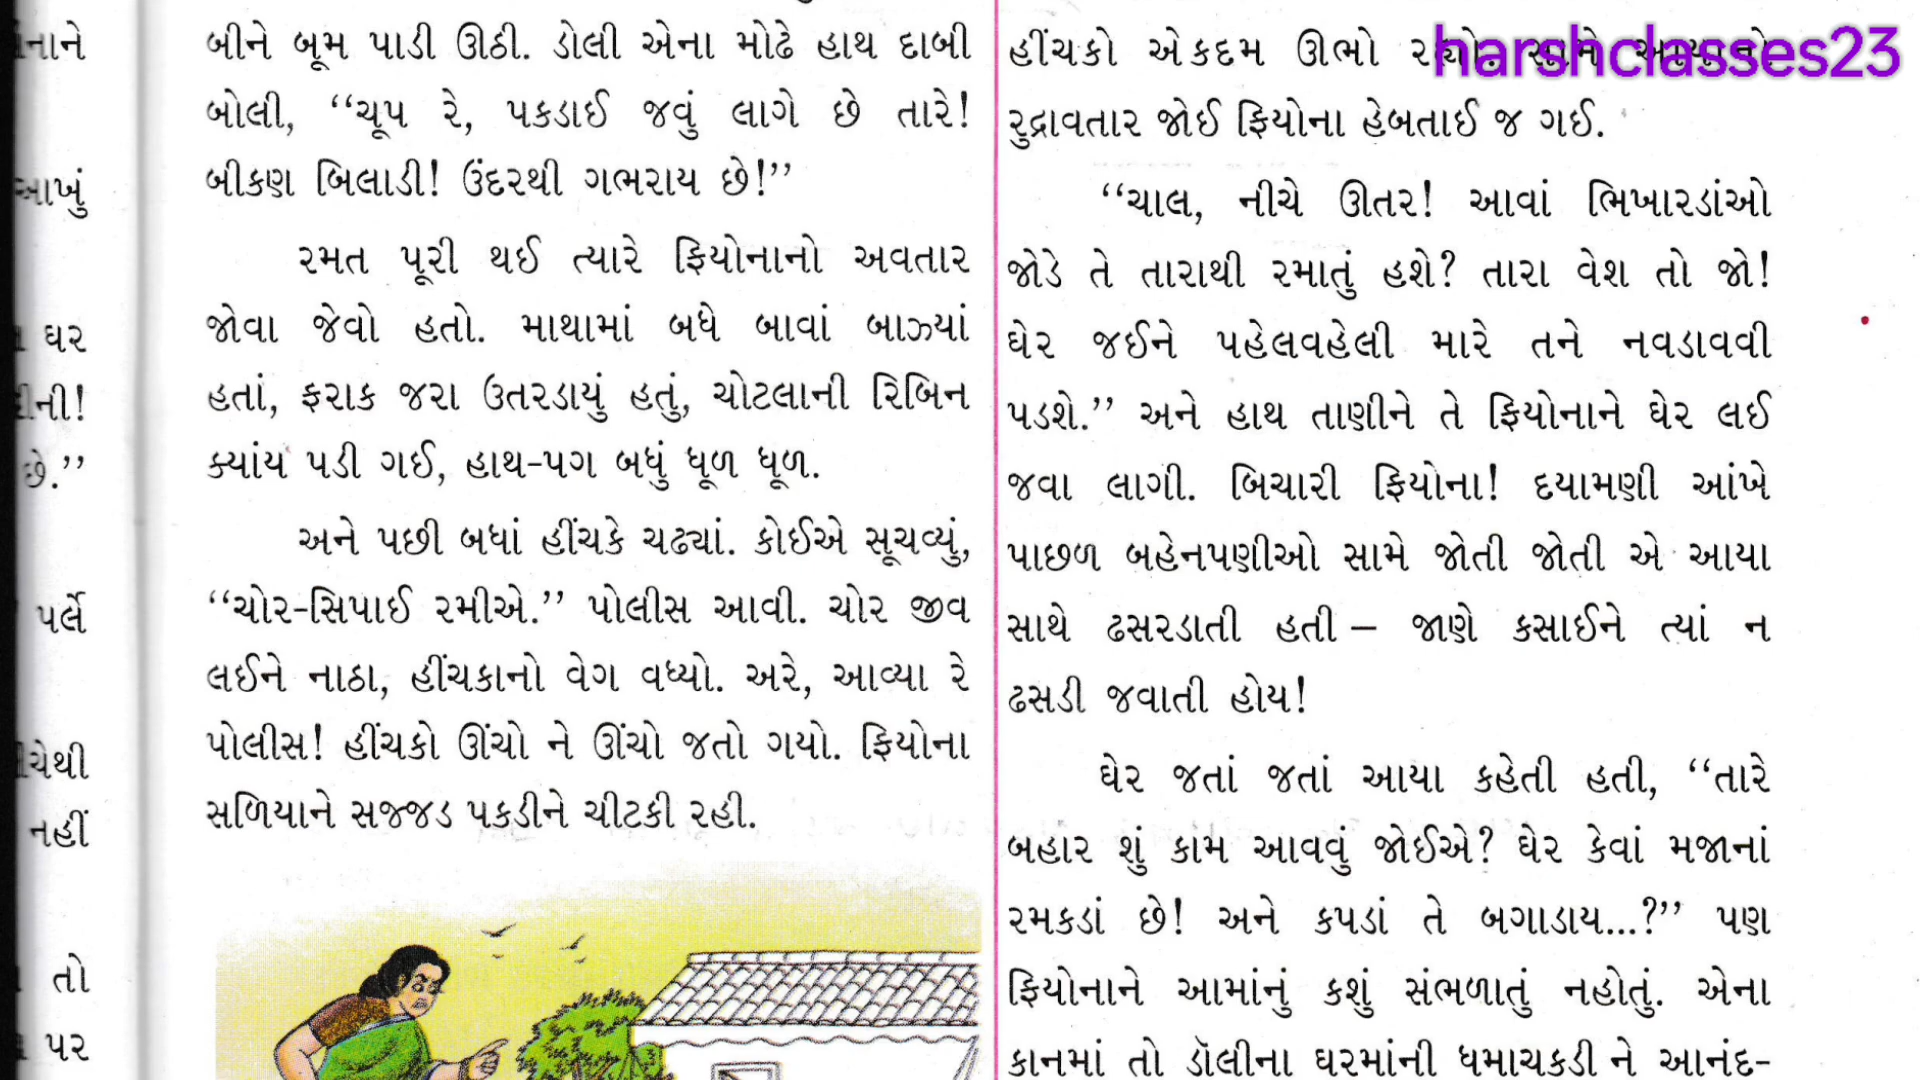 નાને
આખું
ઘર
ની!
છે.’’
પર્લે
ચેથી
નહીં
તો
પર
બીને બૂમ પાડી ઊઠી. ડોલી એના મોઢે હાથ દાબી
બોલી, ‘‘ચૂપ રે, પકડાઈ જવું લાગે છે તારે!
બીકણ બિલાડી! ઉંદરથી ગભરાય છે!’’
રમત પૂરી થઈ ત્યારે ફિયોનાનો અવતાર
જોવા જેવો હતો. માથામાં બધે બાવાં બાઝ્યાં
હતાં, ફરાક જરા ઉતરડાયું હતું, ચોટલાની રિબિન
ક્યાંય પડી ગઈ, હાથ-પગ બધું ધૂળ ધૂળ.
અને પછી બધાં હીંચકે ચઢ્યાં. કોઈએ સૂચવ્યું,
‘‘ચોર-સિપાઈ રમીએ.’’ પોલીસ આવી. ચોર જીવ
લઈને નાઠા, હીંચકાનો વેગ વધ્યો. અરે, આવ્યા રે
પોલીસ! હીંચકો ઊંચો ને ઊંચો જતો ગયો. ફિયોના
સળિયાને સજ્જડ પકડીને ચીટકી રહી.
harshclasses23
હીંચકો એકદમ ઊભો
રુદ્રાવતાર જોઈ ફિયોના હેબતાઈ જ ગઈ.
‘‘ચાલ, નીચે ઊતર! આવાં ભિખારડાંઓ
જોડે તે તારાથી રમાતું હશે? તારા વેશ તો જો!
ઘેર જઈને પહેલવહેલી મારે તને નવડાવવી
પડશે.’’ અને હાથ તાણીને તે ફિયોનાને ઘેર લઈ
જવા લાગી. બિચારી ફિયોના! દયામણી આંખે
પાછળ બહેનપણીઓ સામે જોતી જોતી એ આયા
સાથે ઢસરડાતી હતી – જાણે કસાઈને ત્યાં ન
ઢસડી જવાતી હોય!
ઘેર જતાં જતાં આયા કહેતી હતી, ‘‘તારે
બહાર શું કામ આવવું જોઈએ? ઘેર કેવાં મજાનાં
રમકડાં છે! અને કપડાં તે બગાડાય...?’’ પણ
ફિયોનાને આમાંનું કશું સંભળાતું નહોતું. એના
કાનમાં તો ડૉલીના ઘરમાંની ધમાચકડી ને આનંદ-